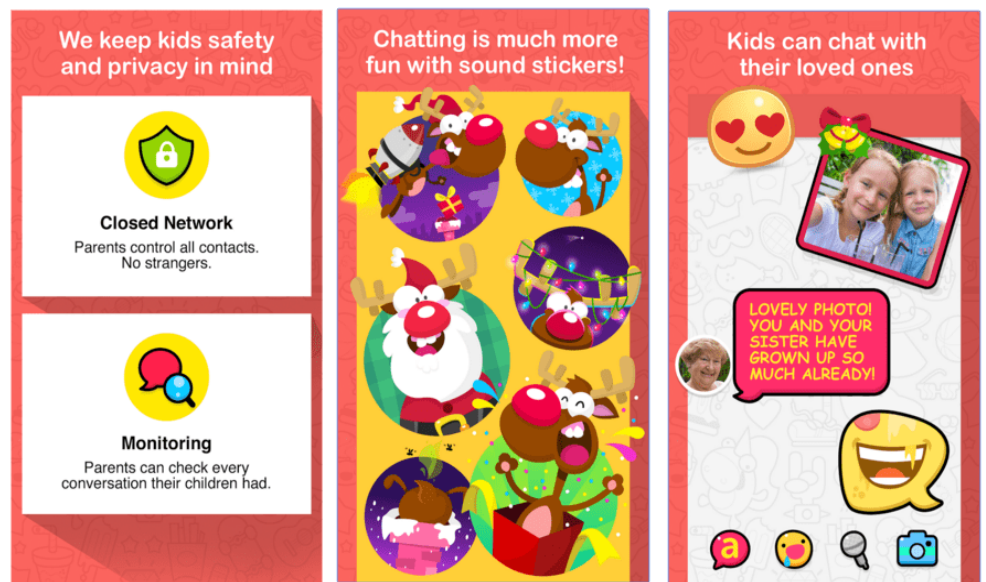 We keep kids safety
and privacy in mind
Closed Network
Parents control all contacts.
No strangers.
Monitoring
Parents can check every
conversation their children had.
Chatting is much more
fun with sound stickers!
Kids can chat with
their loved ones
LOVELY PHOTO!
YOU AND YOUR
SISTER HAVE
GROWN UP SO
MUCH ALREADY!
a